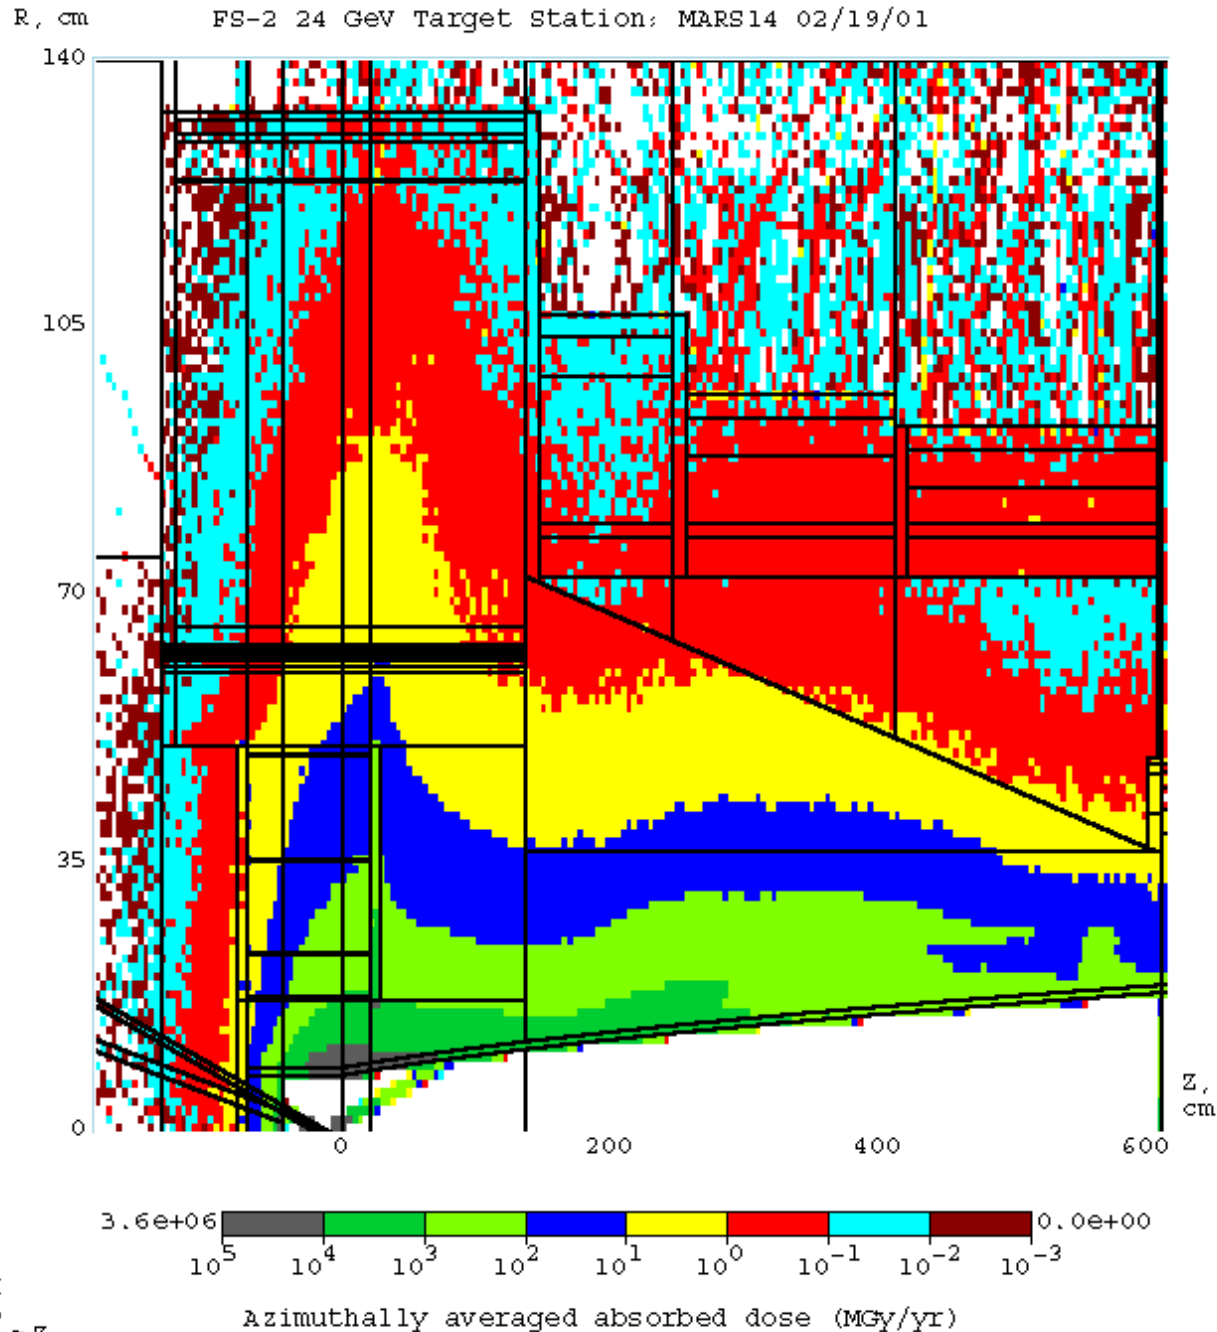 R, cm FS-2 24 GeV Target Station; MARS14 02/19/01
140
105
70
35
0
Z, cm
0 200 400 600
3.6e+06 0.0e+00
10^5 10^4 10^3 10^2 10^1 10^0 10^-1 10^-2 10^-3
Azimuthally averaged absorbed dose (MGy/yr)